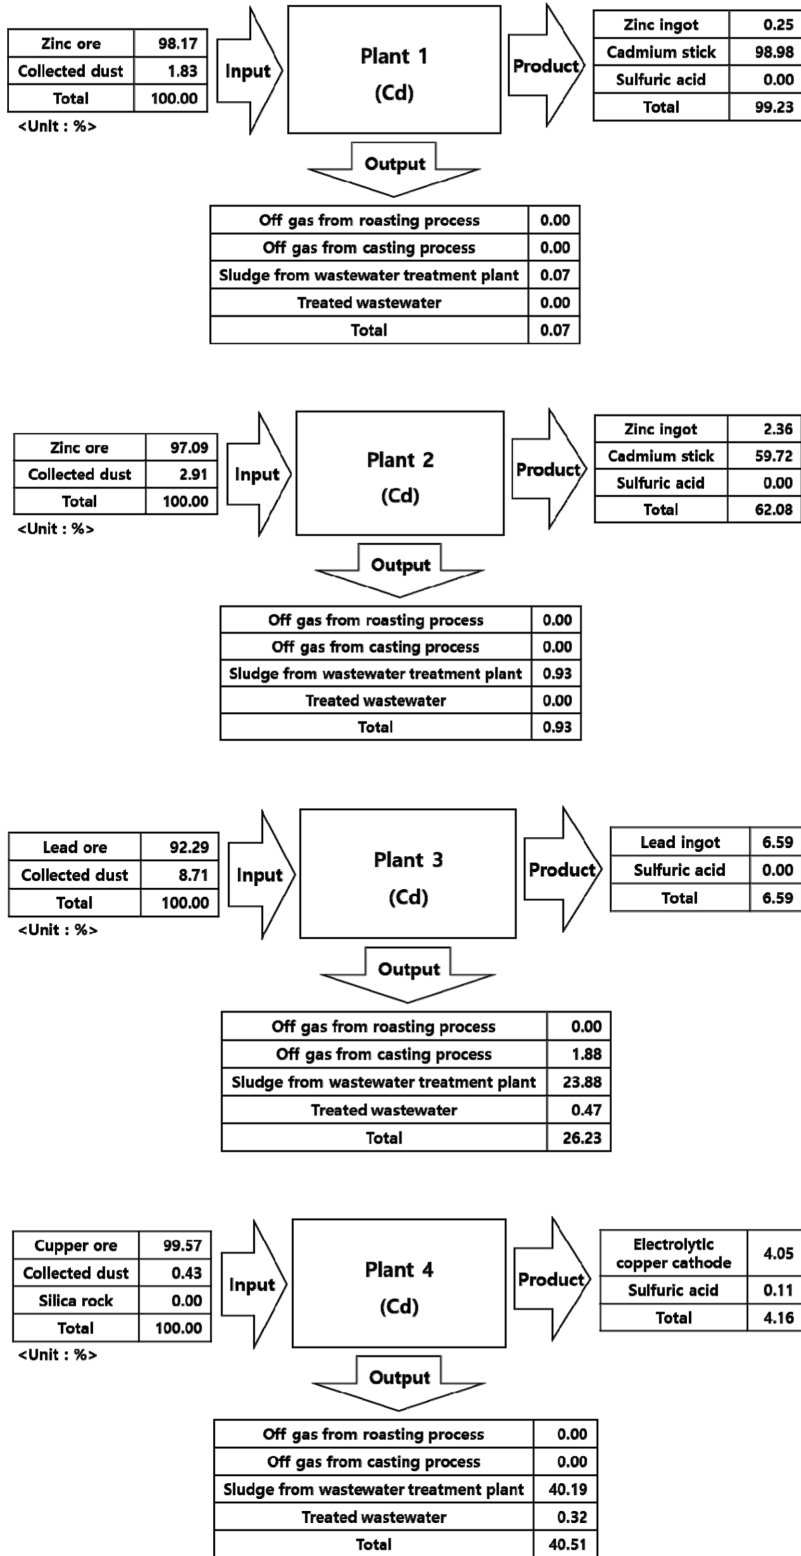 Zinc ore 98.17
Collected dust 1.83
Total 100.00
<Unit : %>
Input
Plant 1
(Cd)
Product
Zinc ingot 0.25
Cadmium stick 98.98
Sulfuric acid 0.00
Total 99.23
Output
Off gas from roasting process 0.00
Off gas from casting process 0.00
Sludge from wastewater treatment plant 0.07
Treated wastewater 0.00
Total 0.07
Zinc ore 97.09
Collected dust 2.91
Total 100.00
<Unit : %>
Input
Plant 2
(Cd)
Product
Zinc ingot 2.36
Cadmium stick 59.72
Sulfuric acid 0.00
Total 62.08
Output
Off gas from roasting process 0.00
Off gas from casting process 0.00
Sludge from wastewater treatment plant 0.93
Treated wastewater 0.00
Total 0.93
Lead ore 92.29
Collected dust 8.71
Total 100.00
<Unit : %>
Input
Plant 3
(Cd)
Product
Lead ingot 6.59
Sulfuric acid 0.00
Total 6.59
Output
Off gas from roasting process 0.00
Off gas from casting process 1.88
Sludge from wastewater treatment plant 23.88
Treated wastewater 0.47
Total 26.23
Cupper ore 99.57
Collected dust 0.43
Silica rock 0.00
Total 100.00
<Unit : %>
Input
Plant 4
(Cd)
Product
Electrolytic
copper cathode 4.05
Sulfuric acid 0.11
Total 4.16
Output
Off gas from roasting process 0.00
Off gas from casting process 0.00
Sludge from wastewater treatment plant 40.19
Treated wastewater 0.32
Total 40.51